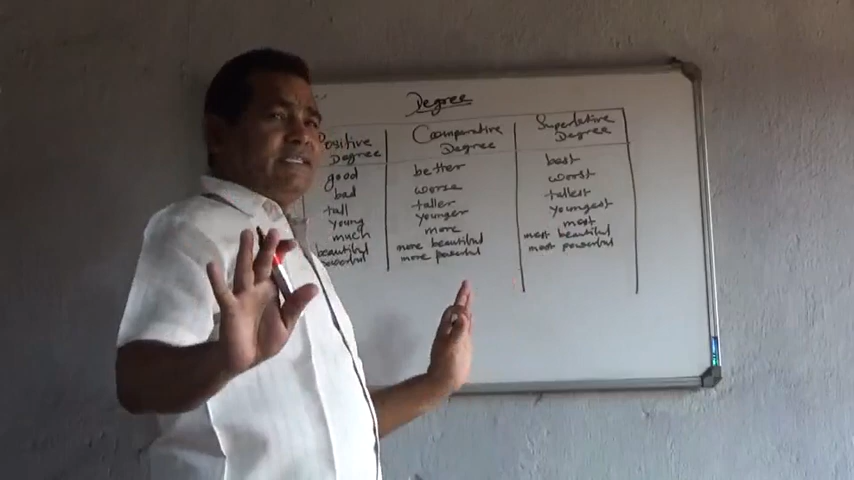 Degree
Positive Degree Comparative Degree Superlative Degree
good better best
bad worse worst
tall taller tallest
young younger youngest
much more most
beautiful more beautiful most beautiful
powerful more powerful most powerful